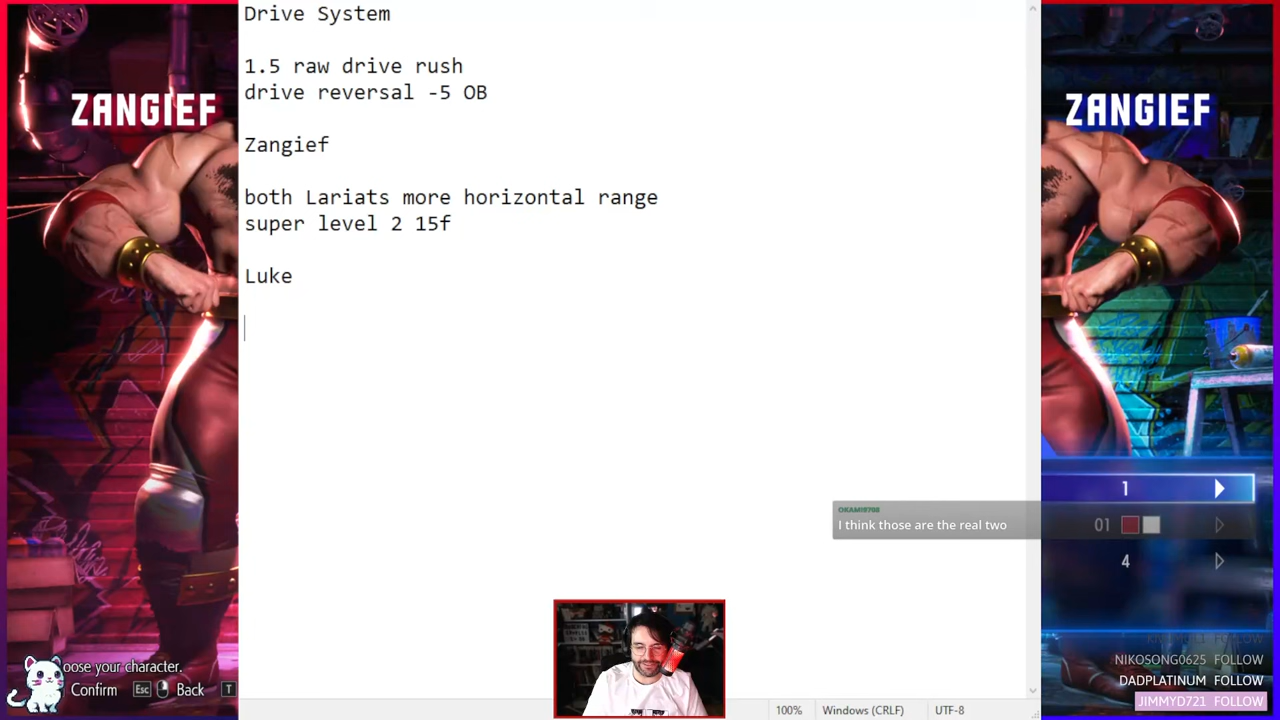 Drive System
1.5 raw drive rush
drive reversal -5 OB
Zangief
both Lariats more horizontal range
super level 2 15f
Luke
ZANGIEF
ZANGIEF
1
OKAMI9708
I think those are the real two
01
4
oose your character.
Confirm Esc Back T
NIKOSONG0625 FOLLOW
DADPLATINUM FOLLOW
JIMMYD721 FOLLOW
100% Windows (CRLF) UTF-8